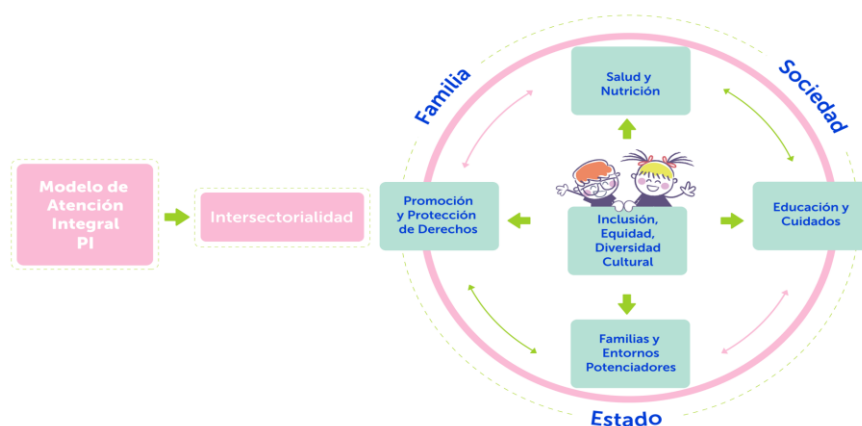 Modelo de
Atención
Integral
PI
Intersectorialidad
Familia
Sociedad
Estado
Salud y
Nutrición
Promoción
y Protección
de Derechos
Inclusión,
Equidad,
Diversidad
Cultural
Educación y
Cuidados
Familias y
Entornos
Potenciadores